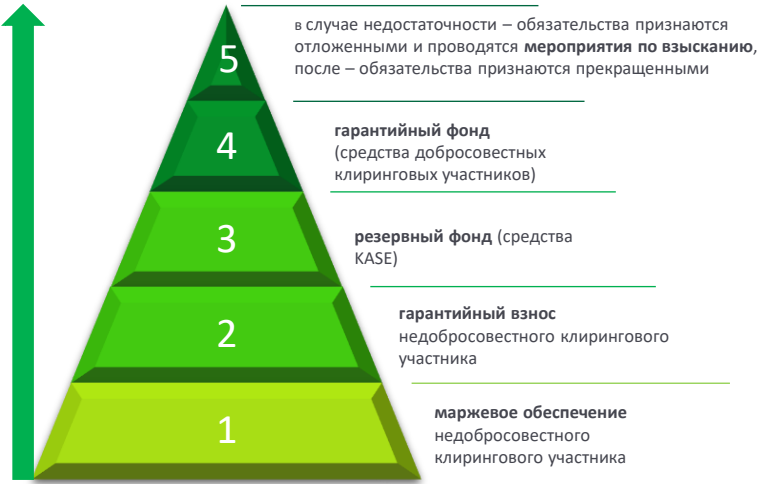 в случае недостаточности – обязательства признаются
отложенными и проводятся мероприятия по взысканию,
после – обязательства признаются прекращенными
5
гарантийный фонд
(средства добросовестных
клиринговых участников)
4
резервный фонд (средства
KASE)
3
гарантийный взнос
недобросовестного клирингового
участника
2
маржевое обеспечение
недобросовестного
клирингового участника
1